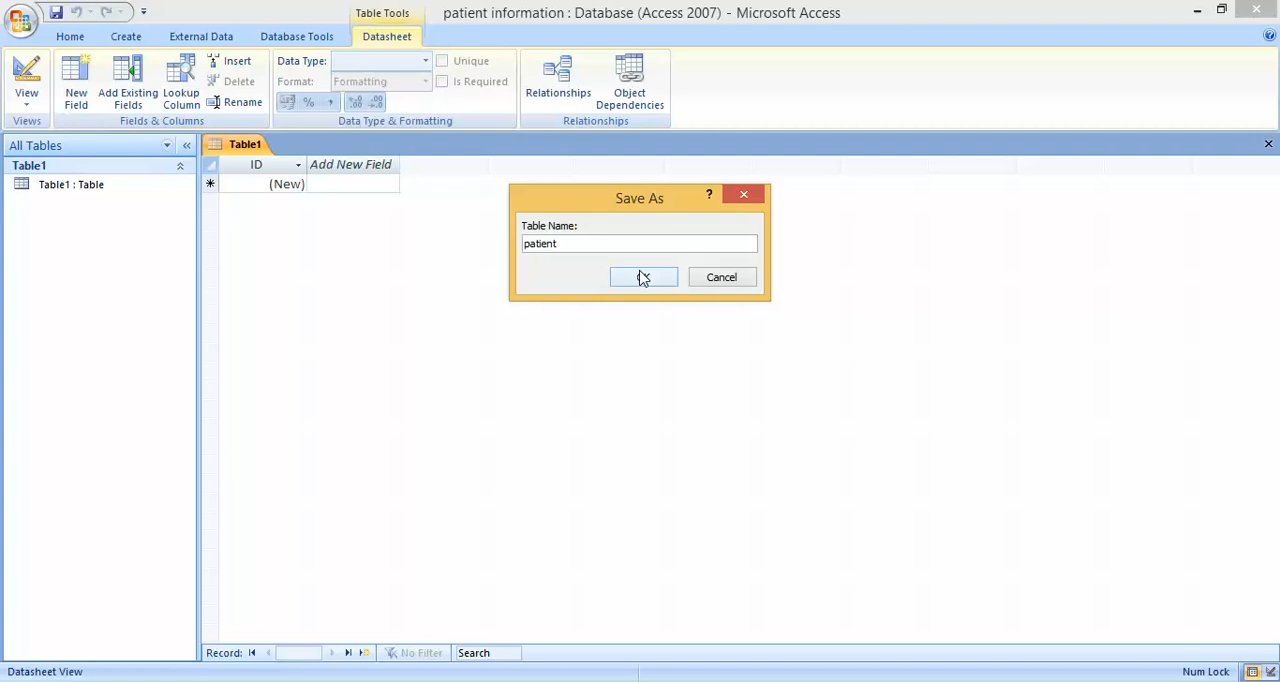 Table Tools
patient information : Database (Access 2007) - Microsoft Access
Home
Create
External Data
Database Tools
Datasheet
View
Views
New Field
Add Existing Fields
Lookup Column
Insert
Delete
Rename
Fields & Columns
Data Type:
Format: Formatting
% ,
.00 .00
Unique
Is Required
Data Type & Formatting
Relationships
Object Dependencies
Relationships
All Tables
Table1
Table1 : Table
Table1
ID
Add New Field
(New)
Save As
?
Table Name:
patient
Cancel
Record:
No Filter
Search
Datasheet View
Num Lock